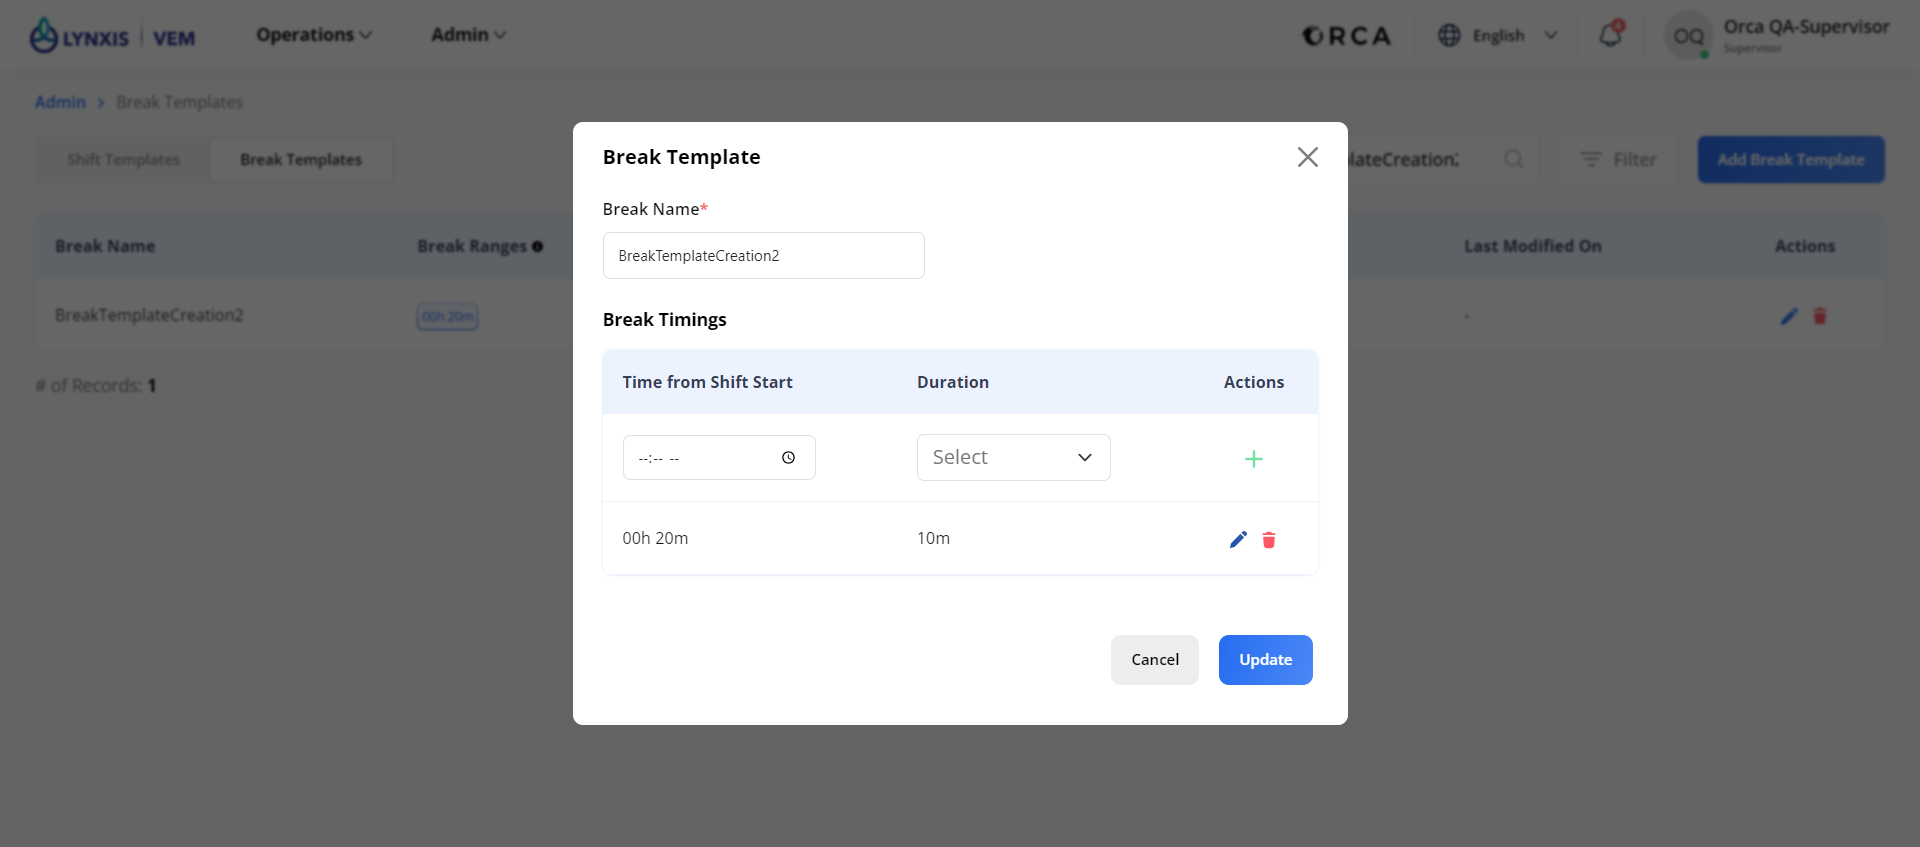 LYNXIS | VEM
Operations
Admin
ORCA
English
4
OQ
Orca QA-Supervisor
Supervisor
Admin > Break Templates
Shift Templates
Break Templates
lateCreation2
Filter
Add Break Template
Break Name
Break Ranges
Last Modified On
Actions
BreakTemplateCreation2
00h 20m
-
# of Records: 1
Break Template
Break Name*
BreakTemplateCreation2
Break Timings
Time from Shift Start
Duration
Actions
--:-- --
Select
00h 20m
10m
Cancel
Update